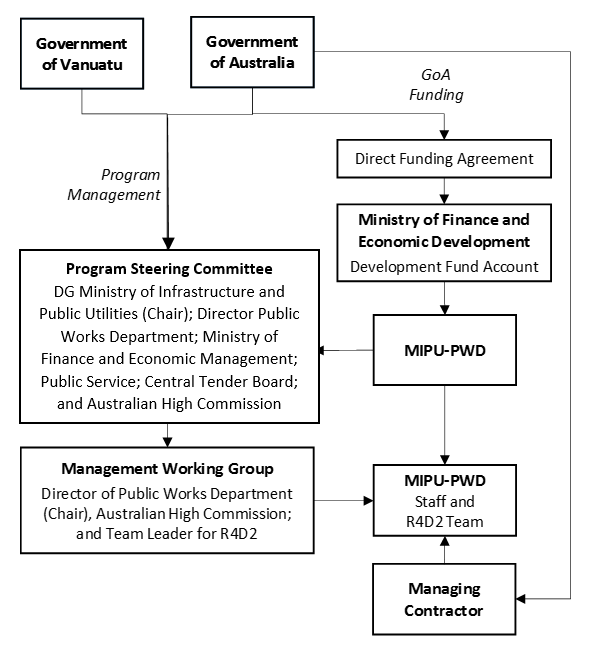 Government
of Vanuatu
Government
of Australia
GoA
Funding
Program
Management
Direct Funding Agreement
Ministry of Finance and
Economic Development
Development Fund Account
Program Steering Committee
DG Ministry of Infrastructure and
Public Utilities (Chair); Director Public
Works Department; Ministry of
Finance and Economic Management;
Public Service; Central Tender Board;
and Australian High Commission
MIPU-PWD
Management Working Group
Director of Public Works Department
(Chair), Australian High Commission;
and Team Leader for R4D2
MIPU-PWD
Staff and
R4D2 Team
Managing
Contractor